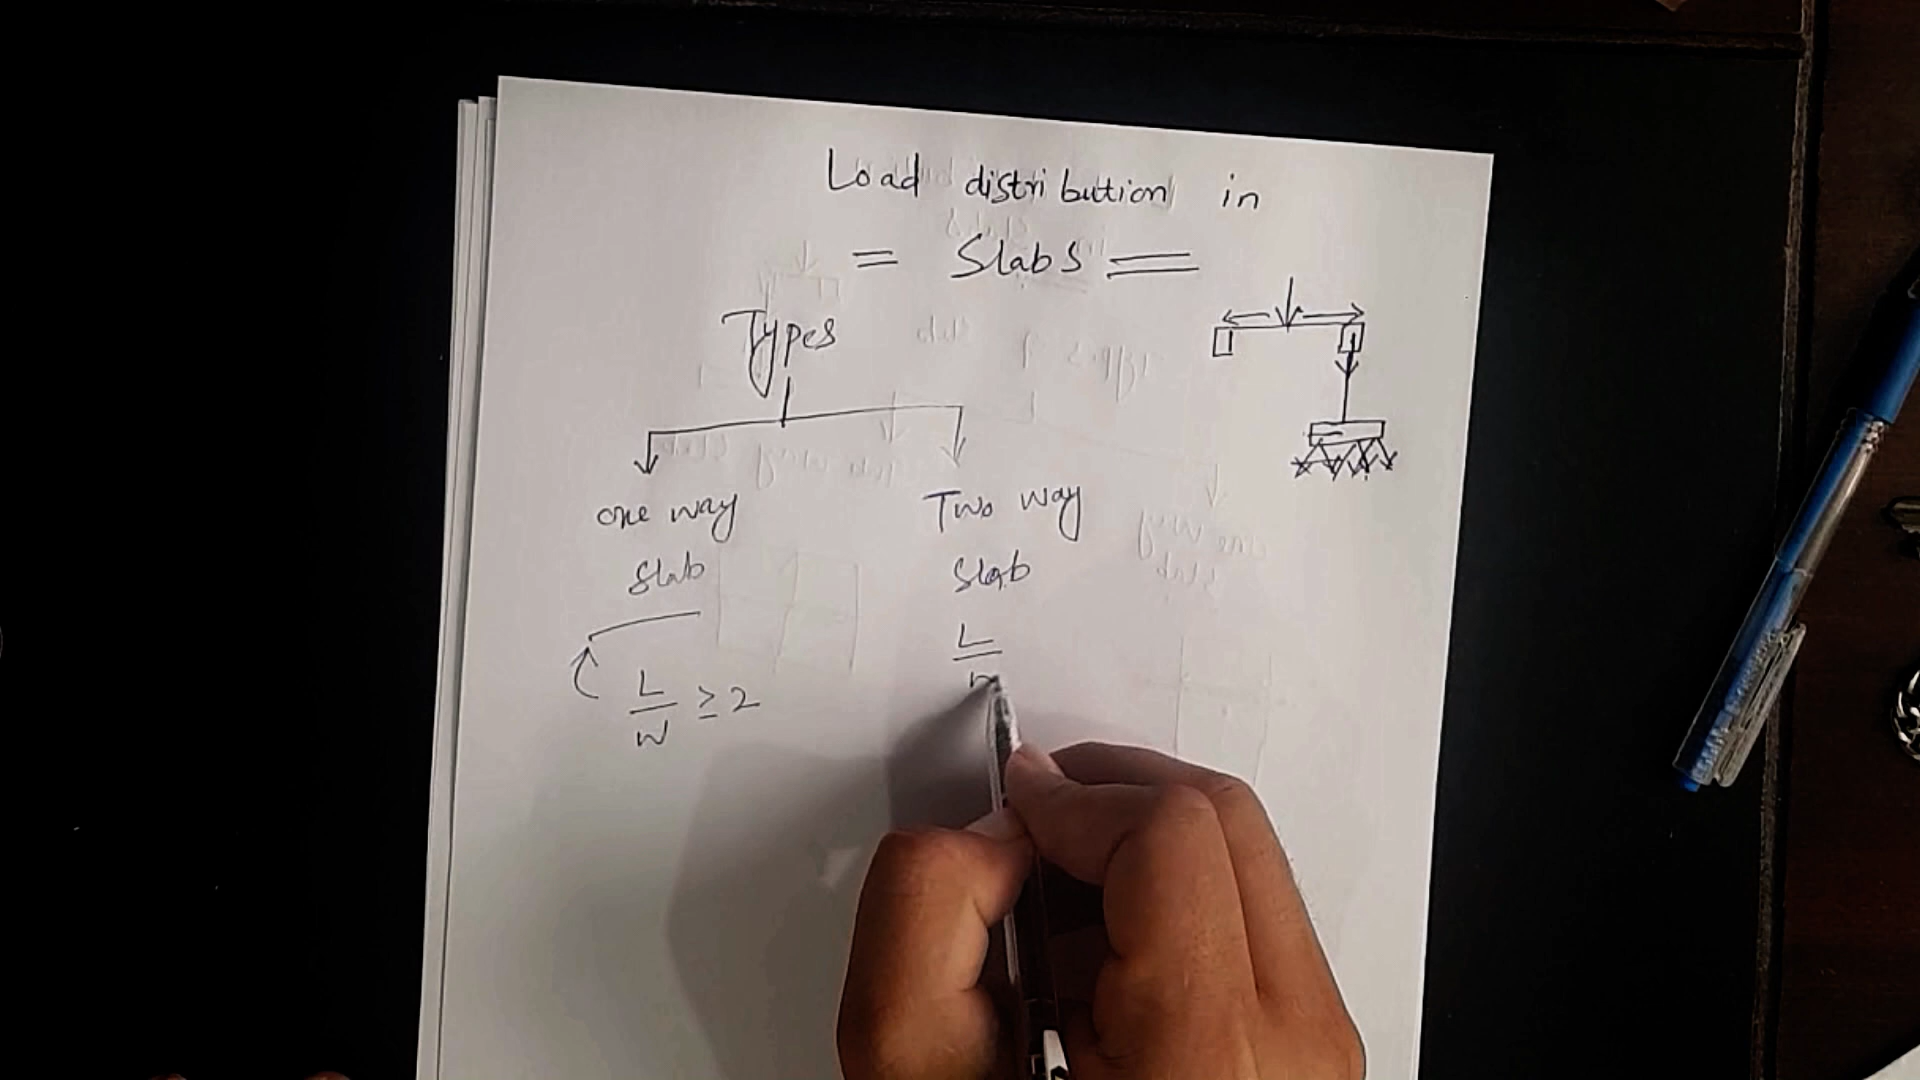 Load distribution in
= Slabs =
Types
one way
Slab
L/W ≥ 2
Two way
Slab
L